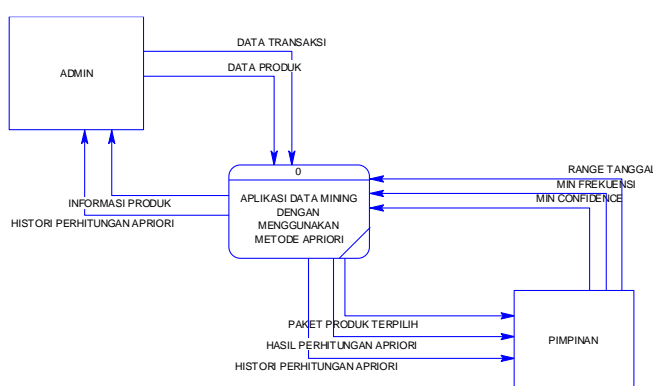 DATA TRANSAKSI
ADMIN
DATA PRODUK
0
RANGE TANGGAL
MIN FREKUENSI
MIN CONFIDENCE
APLIKASI DATA MINING
DENGAN
MENGGUNAKAN
METODE APRIORI
INFORMASI PRODUK
HISTORI PERHITUNGAN APRIORI
PAKET PRODUK TERPILIH
PIMPINAN
HASIL PERHITUNGAN APRIORI
HISTORI PERHITUNGAN APRIORI